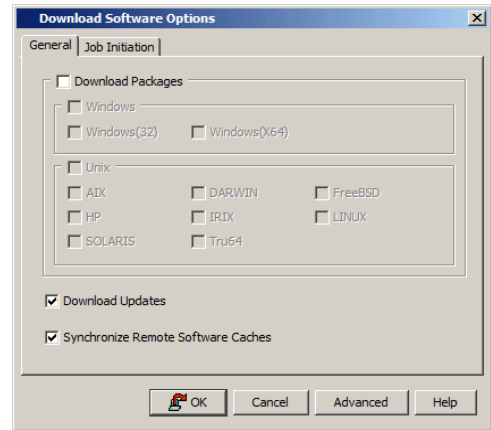 Download Software Options
General Job Initiation
Download Packages
Windows
Windows(32) Windows(X64)
Unix
AIX DARWIN FreeBSD
HP IRIX LINUX
SOLARIS Tru64
Download Updates
Synchronize Remote Software Caches
OK Cancel Advanced Help